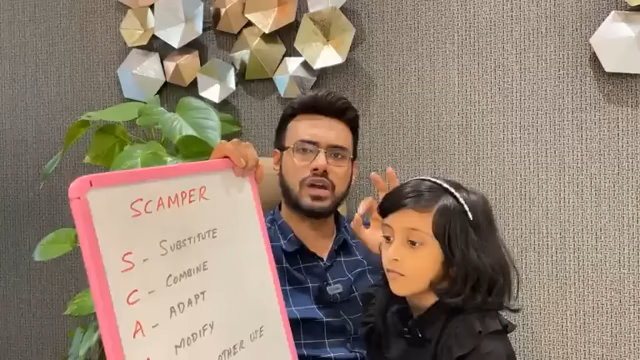 SCAMPER
S - SUBSTITUTE
C - COMBINE
A - ADAPT
MODIFY
OTHER USE